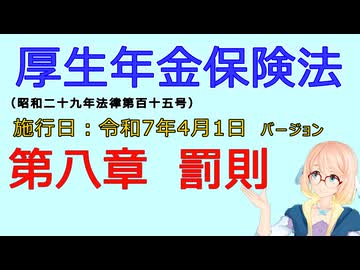 厚生年金保険法
（昭和二十九年法律第百十五号）
施行日：令和7年4月1日 バージョン
第八章 罰則